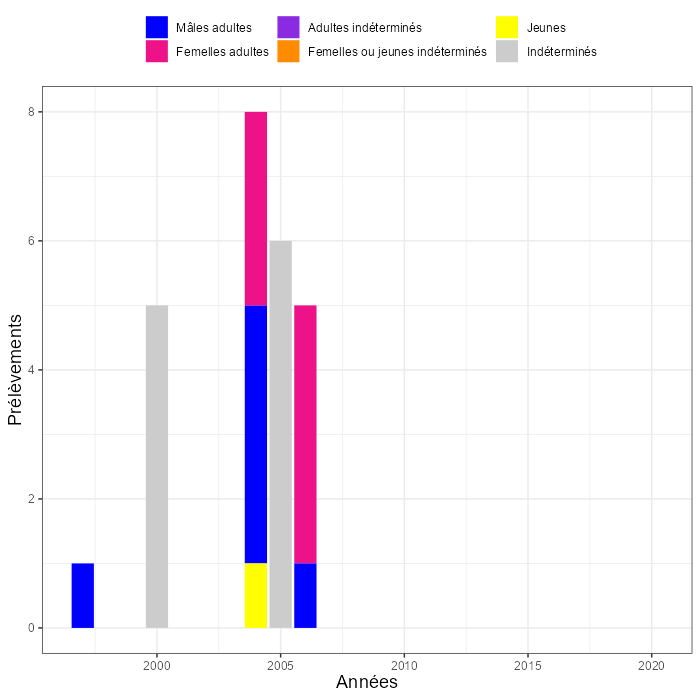 Mâles adultes
Adultes indéterminés
Jeunes
Femelles adultes
Femelles ou jeunes indéterminés
Indéterminés
Prélèvements
8
6
4
2
0
2000
2005
2010
2015
2020
Années